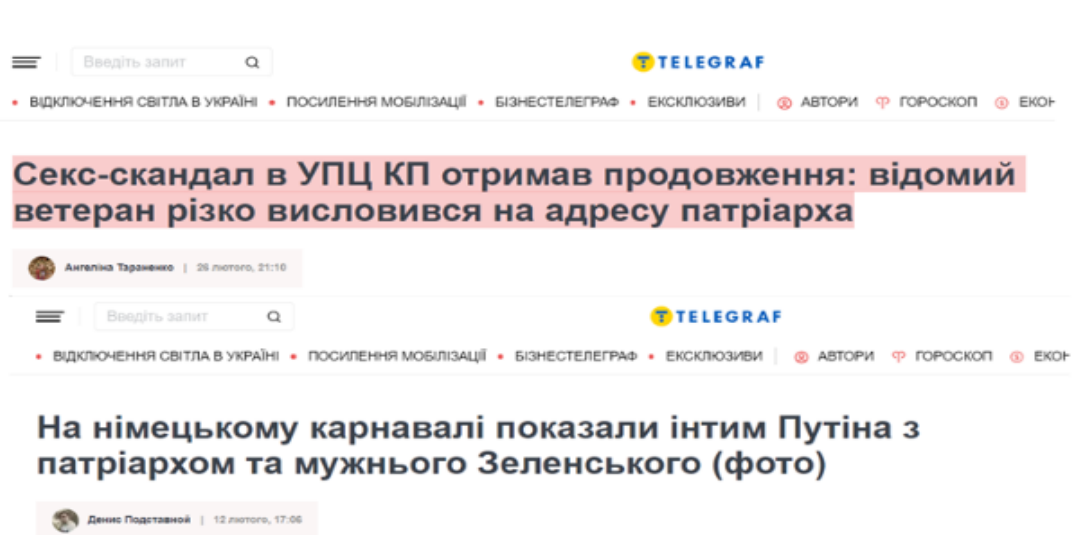 Введіть запит
TELEGRAF
• ВІДКЛЮЧЕННЯ СВІТЛА В УКРАЇНІ • ПОСИЛЕННЯ МОБІЛІЗАЦІЇ • БІЗНЕСТЕЛЕГРАФ • ЕКСКЛЮЗИВИ | АВТОРИ ГОРОСКОП ЕКОН
Секс-скандал в УПЦ КП отримав продовження: відомий
ветеран різко висловився на адресу патріарха
Ангеліна Тараненко | 26 лютого, 21:10
Введіть запит
TELEGRAF
• ВІДКЛЮЧЕННЯ СВІТЛА В УКРАЇНІ • ПОСИЛЕННЯ МОБІЛІЗАЦІЇ • БІЗНЕСТЕЛЕГРАФ • ЕКСКЛЮЗИВИ | АВТОРИ ГОРОСКОП ЕКОН
На німецькому карнавалі показали інтим Путіна з
патріархом та мужнього Зеленського (фото)
Денис Подставной | 12 лютого, 17:06